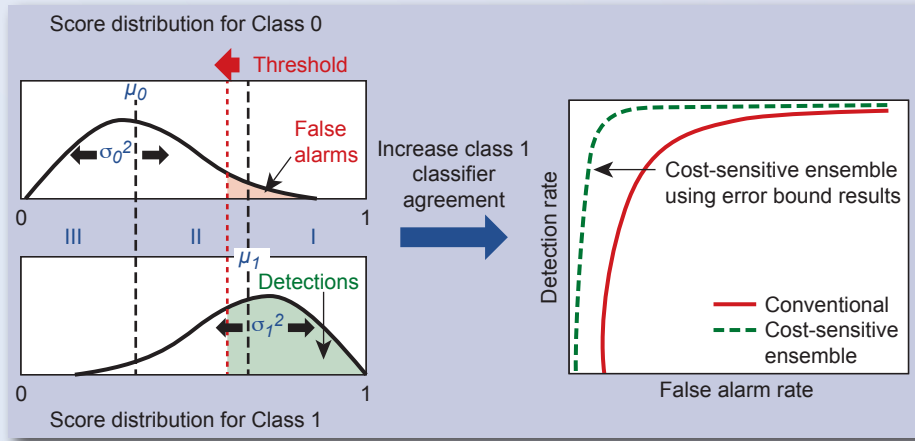 Score distribution for Class 0
Threshold
μ0
σ0²
False
alarms
0
1
III
II
I
μ1
Detections
σ1²
0
1
Score distribution for Class 1
Increase class 1
classifier
agreement
Detection rate
Cost-sensitive ensemble
using error bound results
Conventional
Cost-sensitive
ensemble
False alarm rate